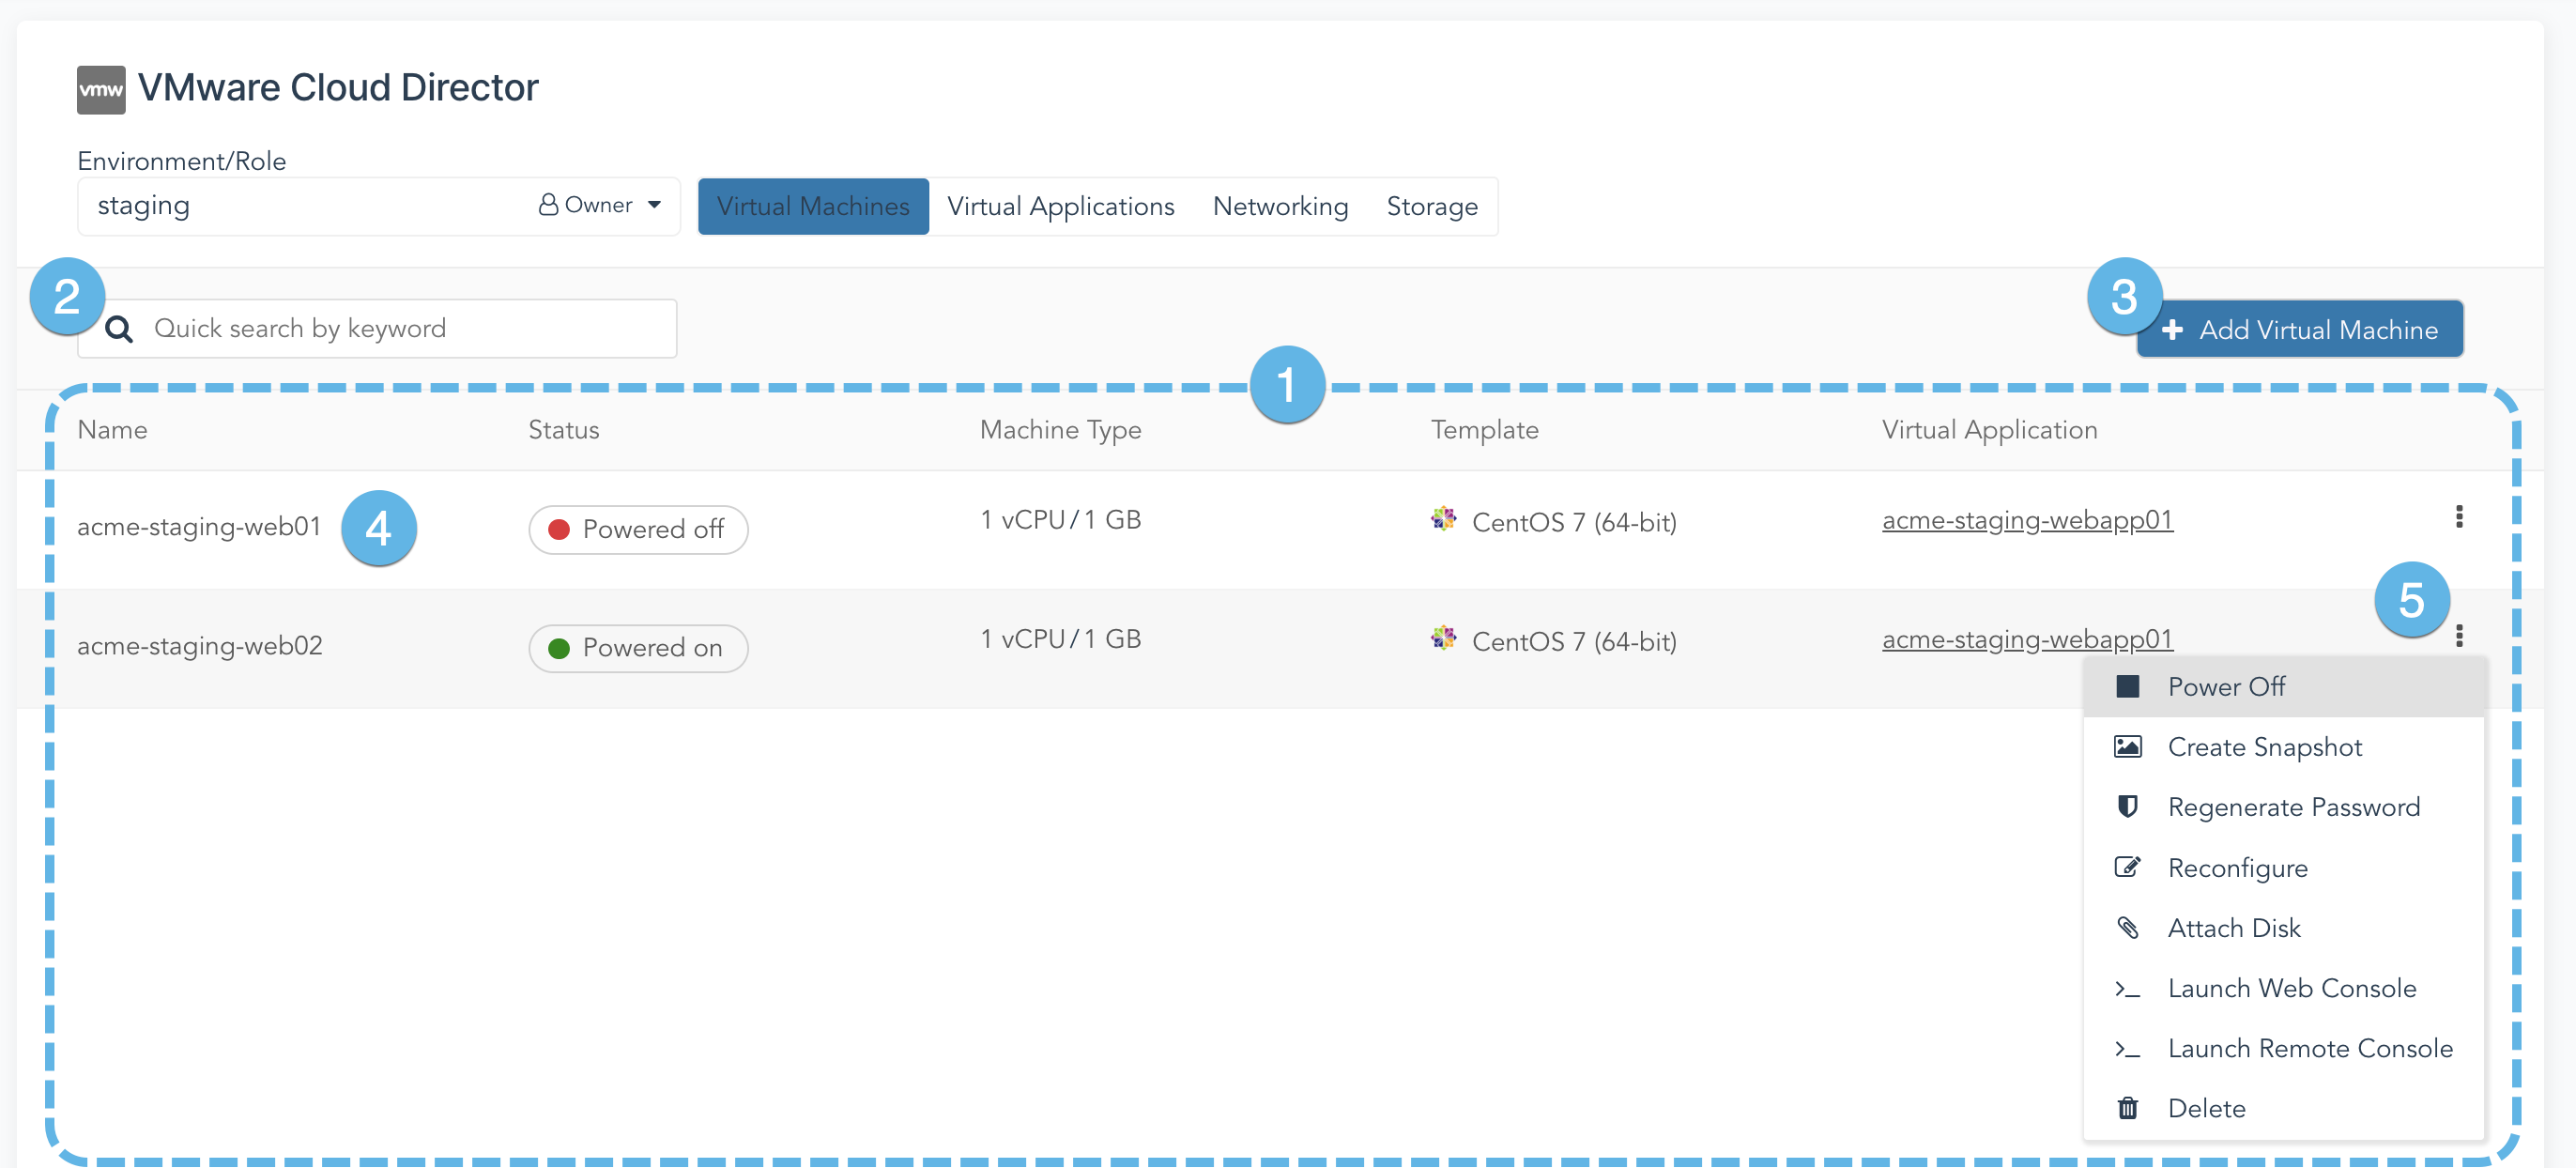 vmw VMware Cloud Director
Environment/Role
staging Owner Virtual Machines Virtual Applications Networking Storage
2 3
Quick search by keyword + Add Virtual Machine
1
Name Status Machine Type Template Virtual Application
acme-staging-web01 4 Powered off 1 vCPU/1 GB CentOS 7 (64-bit) acme-staging-webapp01
5
acme-staging-web02 Powered on 1 vCPU/1 GB CentOS 7 (64-bit) acme-staging-webapp01
Power Off
Create Snapshot
Regenerate Password
Reconfigure
Attach Disk
Launch Web Console
Launch Remote Console
Delete